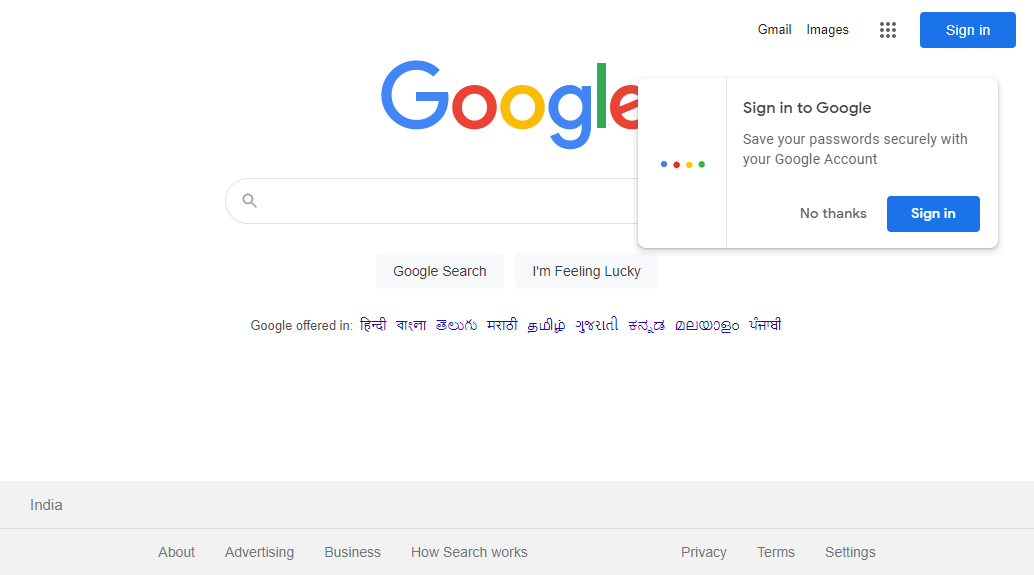 Gmail Images Sign in
Google
Sign in to Google
Save your passwords securely with
your Google Account
No thanks Sign in
Google Search I'm Feeling Lucky
Google offered in: हिन्दी বাংলা తెలుగు मराठी தமிழ் ગુજરાતી ಕನ್ನಡ മലയാളം ਪੰਜਾਬੀ
India
About Advertising Business How Search works Privacy Terms Settings